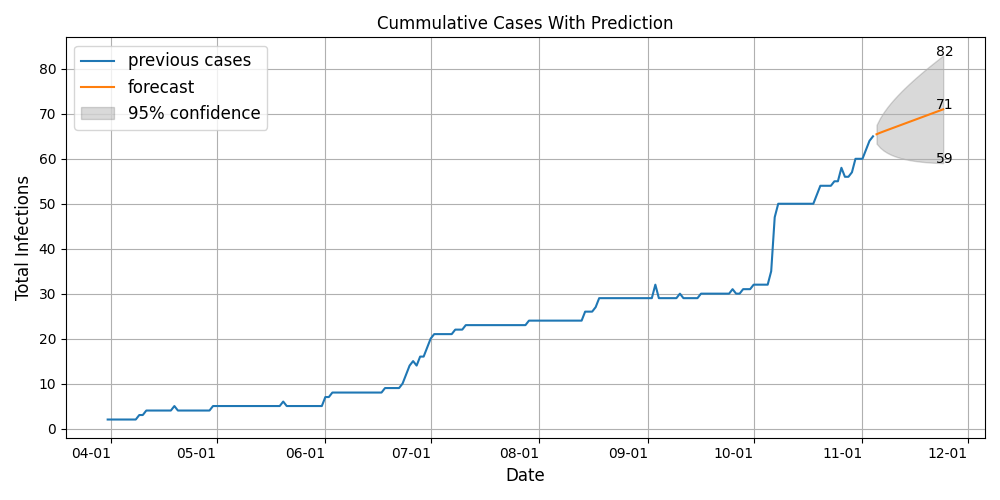 Cummulative Cases With Prediction
previous cases
forecast
95% confidence
82
71
59
80
70
60
50
40
30
20
10
0
Total Infections
04-01 05-01 06-01 07-01 08-01 09-01 10-01 11-01 12-01
Date